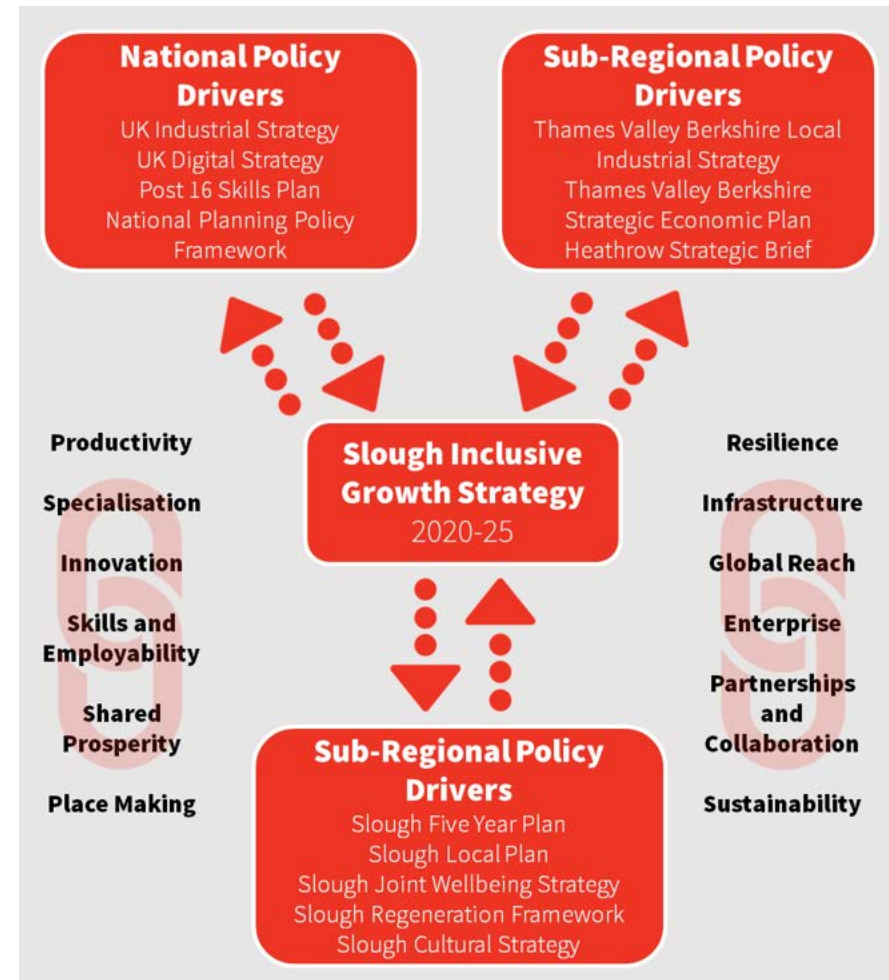 National Policy
Drivers
UK Industrial Strategy
UK Digital Strategy
Post 16 Skills Plan
National Planning Policy
Framework
Sub-Regional Policy
Drivers
Thames Valley Berkshire Local
Industrial Strategy
Thames Valley Berkshire
Strategic Economic Plan
Heathrow Strategic Brief
Productivity
Specialisation
Innovation
Skills and
Employability
Shared
Prosperity
Place Making
Slough Inclusive
Growth Strategy
2020-25
Resilience
Infrastructure
Global Reach
Enterprise
Partnerships
and
Collaboration
Sustainability
Sub-Regional Policy
Drivers
Slough Five Year Plan
Slough Local Plan
Slough Joint Wellbeing Strategy
Slough Regeneration Framework
Slough Cultural Strategy